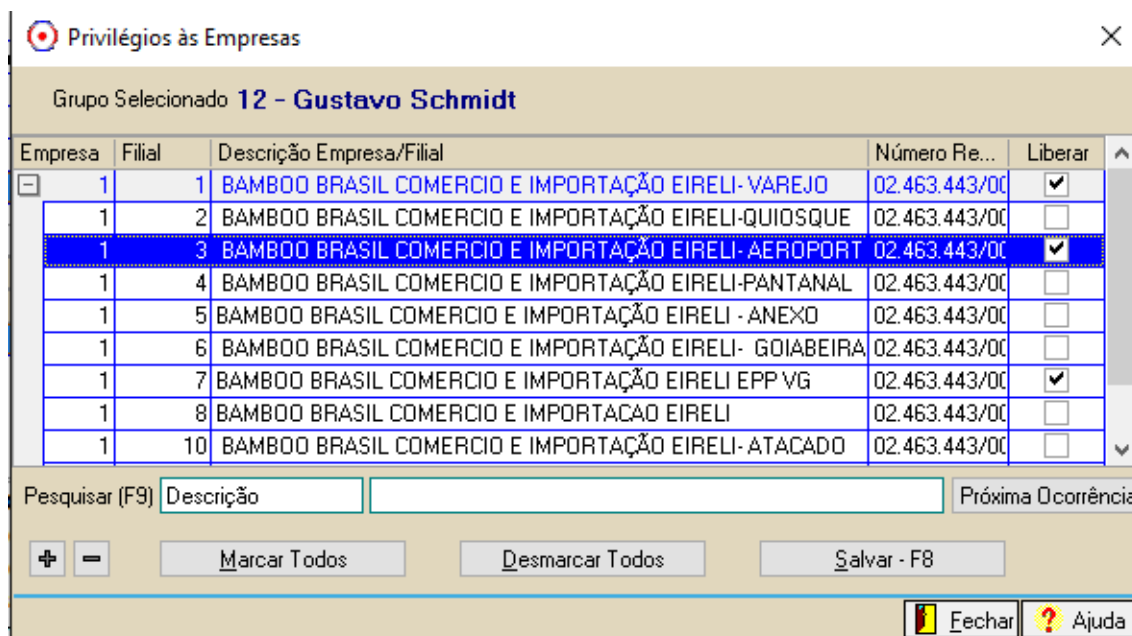 Privilégios às Empresas
Grupo Selecionado 12 - Gustavo Schmidt
Empresa Filial Descrição Empresa/Filial Número Re... Liberar
1 1 BAMBOO BRASIL COMERCIO E IMPORTAÇÃO EIRELI- VAREJO 02.463.443/00
1 2 BAMBOO BRASIL COMERCIO E IMPORTAÇÃO EIRELI-QUIOSQUE 02.463.443/00
1 3 BAMBOO BRASIL COMERCIO E IMPORTAÇÃO EIRELI- AEROPORT 02.463.443/00
1 4 BAMBOO BRASIL COMERCIO E IMPORTAÇÃO EIRELI-PANTANAL 02.463.443/00
1 5 BAMBOO BRASIL COMERCIO E IMPORTAÇÃO EIRELI - ANEXO 02.463.443/00
1 6 BAMBOO BRASIL COMERCIO E IMPORTAÇÃO EIRELI- GOIABEIRA 02.463.443/00
1 7 BAMBOO BRASIL COMERCIO E IMPORTAÇÃO EIRELI EPP VG 02.463.443/00
1 8 BAMBOO BRASIL COMERCIO E IMPORTACAO EIRELI 02.463.443/00
1 10 BAMBOO BRASIL COMERCIO E IMPORTAÇÃO EIRELI- ATACADO 02.463.443/00
Pesquisar (F9) Descrição Próxima Ocorrência
Marcar Todos Desmarcar Todos Salvar - F8
Fechar Ajuda